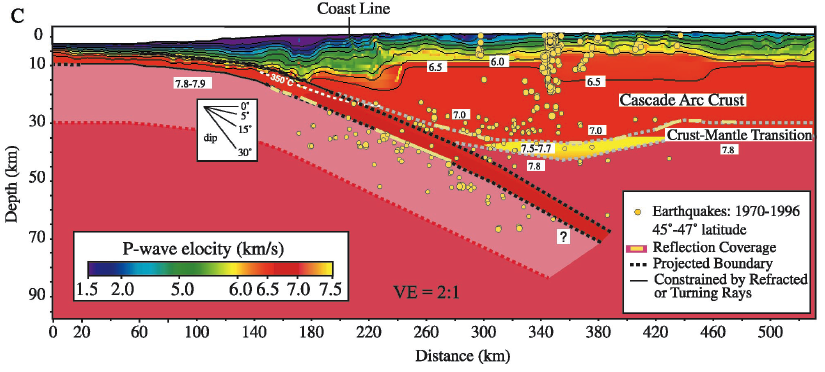 C
Coast Line
0
10
30
50
70
90
Depth (km)
6.5
6.0
6.5
7.8-7.9
350°C
Cascade Arc Crust
7.0
7.0
Crust-Mantle Transition
7.5-7.7
7.8
7.8
0°
5°
15°
30°
dip
?
P-wave elocity (km/s)
1.5 2.0 5.0 6.0 6.5 7.0 7.5
VE = 2:1
Earthquakes: 1970-1996
45°-47° latitude
Reflection Coverage
Projected Boundary
Constrained by Refracted
or Turning Rays
0 20 60 100 140 180 220 260 300 340 380 420 460 500
Distance (km)